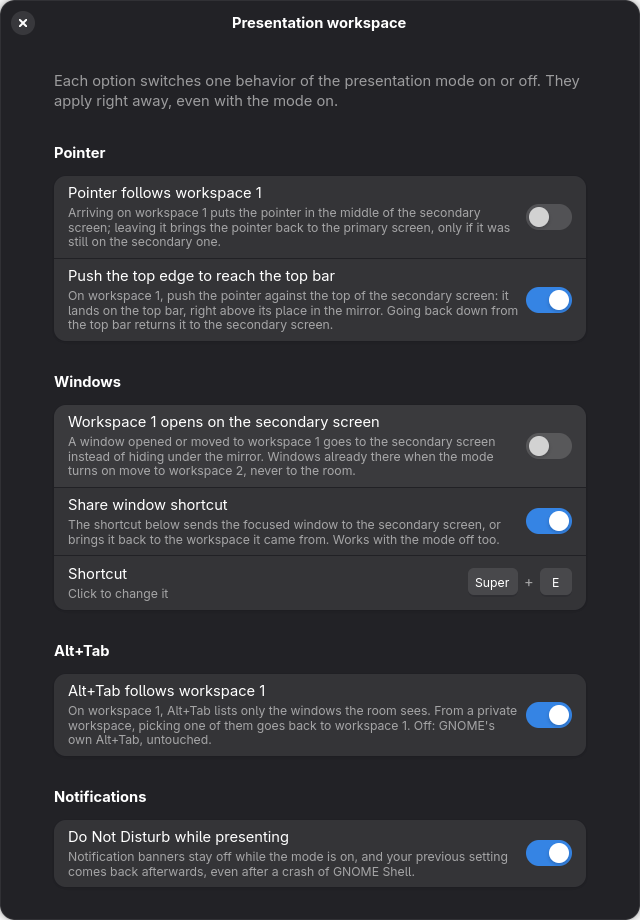 Presentation workspace
Each option switches one behavior of the presentation mode on or off. They
apply right away, even with the mode on.
Pointer
Pointer follows workspace 1
Arriving on workspace 1 puts the pointer in the middle of the secondary
screen; leaving it brings the pointer back to the primary screen, only if it was
still on the secondary one.
Push the top edge to reach the top bar
On workspace 1, push the pointer against the top of the secondary screen: it
lands on the top bar, right above its place in the mirror. Going back down from
the top bar returns it to the secondary screen.
Windows
Workspace 1 opens on the secondary screen
A window opened or moved to workspace 1 goes to the secondary screen
instead of hiding under the mirror. Windows already there when the mode
turns on move to workspace 2, never to the room.
Share window shortcut
The shortcut below sends the focused window to the secondary screen, or
brings it back to the workspace it came from. Works with the mode off too.
Shortcut
Super + E
Click to change it
Alt+Tab
Alt+Tab follows workspace 1
On workspace 1, Alt+Tab lists only the windows the room sees. From a private
workspace, picking one of them goes back to workspace 1. Off: GNOME's
own Alt+Tab, untouched.
Notifications
Do Not Disturb while presenting
Notification banners stay off while the mode is on, and your previous setting
comes back afterwards, even after a crash of GNOME Shell.